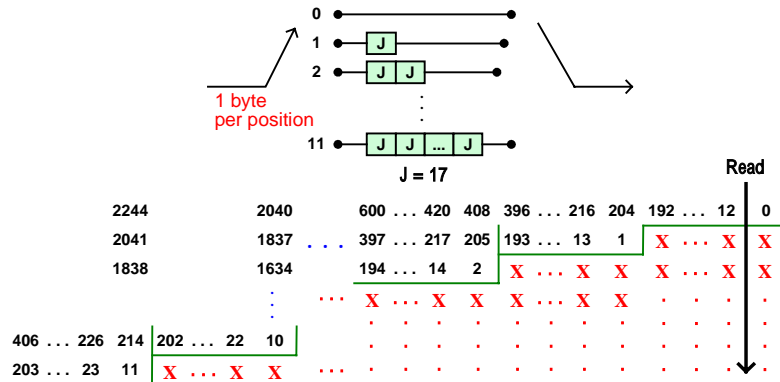 0
1 J
2 J J
1 byte
per position
11 J J ... J
J = 17
Read
2244 2040 600 ... 420 408 396 ... 216 204 192 ... 12 0
2041 1837 ... 397 ... 217 205 193 ... 13 1 X ... X X
1838 1634 194 ... 14 2 X ... X X X ... X X
... X ... X X X ... X X
406 ... 226 214 202 ... 22 10
203 ... 23 11 X ... X X ...